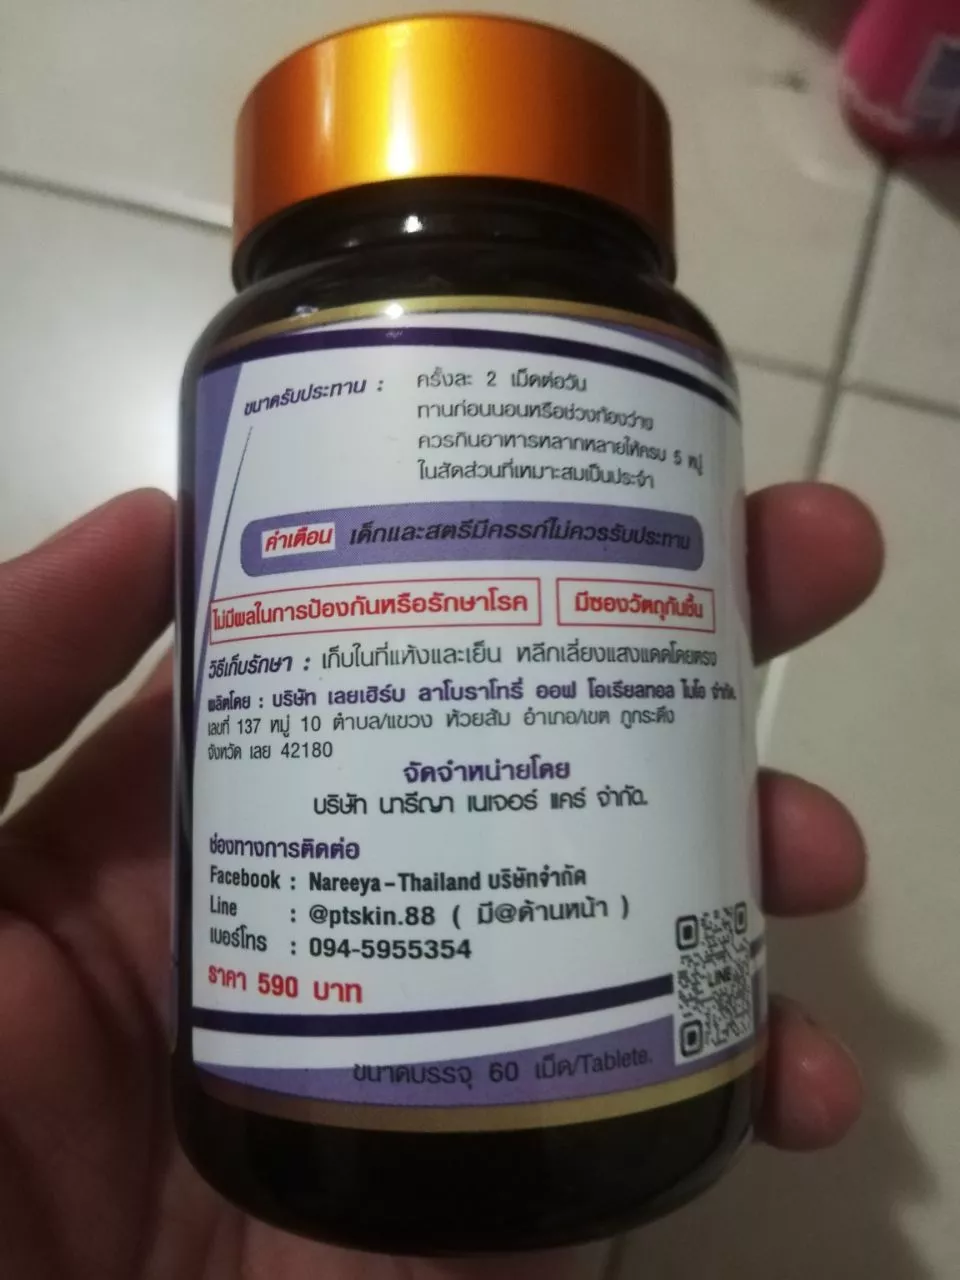 ขนาดรับประทาน : ครั้งละ 2 เม็ดต่อวัน
ทานก่อนนอนหรือช่วงท้องว่าง
ควรกินอาหารหลากหลายให้ครบ 5 หมู่
ในสัดส่วนที่เหมาะสมเป็นประจำ
คำเตือน เด็กและสตรีมีครรภ์ไม่ควรรับประทาน
ไม่มีผลในการป้องกันหรือรักษาโรค มีซองวัตถุกันชื้น
วิธีเก็บรักษา : เก็บในที่แห้งและเย็น หลีกเลี่ยงแสงแดดโดยตรง
ผลิตโดย : บริษัท เลยเฮิร์บ ลาโบราโทรี่ ออฟ โอเรียลทอล ไบโอ จำกัด.
เลขที่ 137 หมู่ 10 ตำบล/แขวง ห้วยส้ม อำเภอ/เขต ภูกระดึง
จังหวัด เลย 42180
จัดจำหน่ายโดย
บริษัท นารีญา เนเจอร์ แคร์ จำกัด.
ช่องทางการติดต่อ
Facebook : Nareeya-Thailand บริษัทจำกัด
Line : @ptskin.88 ( มี@ด้านหน้า )
เบอร์โทร : 094-5955354
ราคา 590 บาท
LINE
ขนาดบรรจุ 60 เม็ด/Tablets.